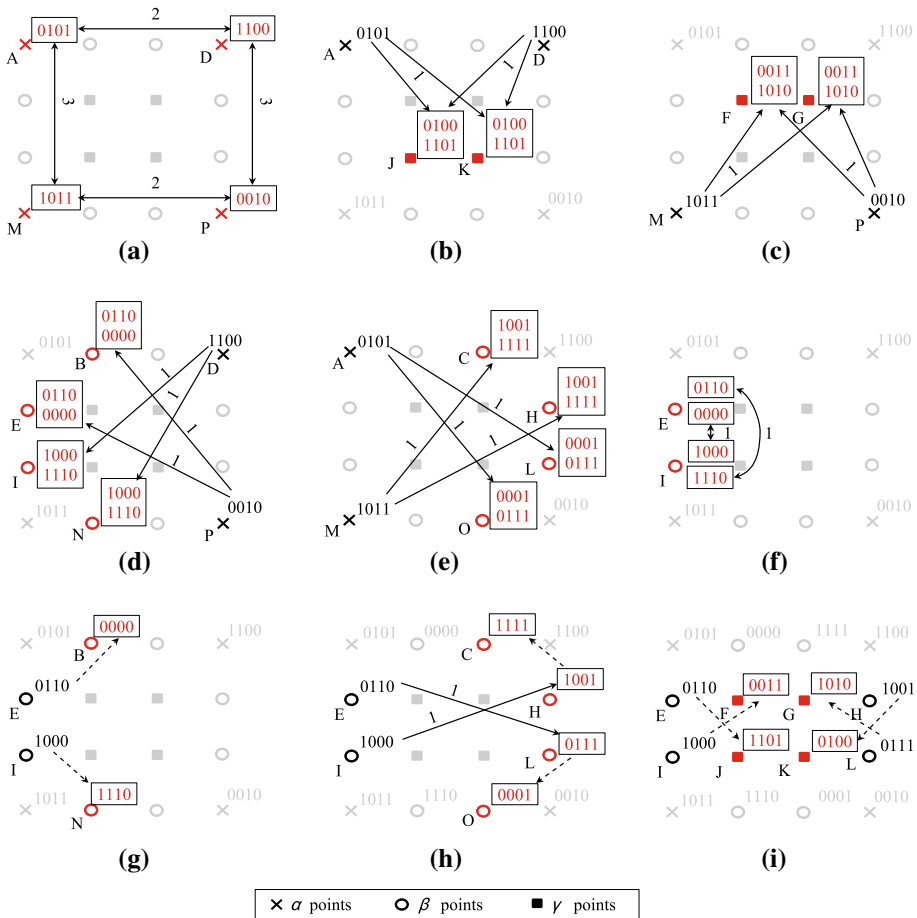 2
0101 1100
A D
3 3
2
1011 0010
M P
(a)
0101 1100
A D
1 1
0100 0100
1101 1101
J K
1011 0010
(b)
0101 1100
0011 0011
1010 1010
F G
1 1
1011 0010
M P
(c)
0110
0000
0101 1100
B D
1
0110
0000
1
E
1
1000
1110
1
I
1000
1110
0010
1011
N P
(d)
1001
1111
0101 1100
A C
1001
1111
1
H
1 1 1
0001
0111
L
0001
0111
1011 0010
M O
(e)
0101 1100
0110
0000
E
1 1
1000
1110
I
1011 0010
(f)
0000
0101 1100
B
0110
E
1000
I
1110
1011 0010
N
(g)
1111
0101 0000 1100
C
0110 1001
1
E H
1
1000 0111
I L
0001
1011 1110 0010
O
(h)
0101 0000 1111 1100
0110 0011 1010 1001
E F G H
1000 1101 0100 0111
I J K L
1011 1110 0001 0010
(i)
α points β points γ points